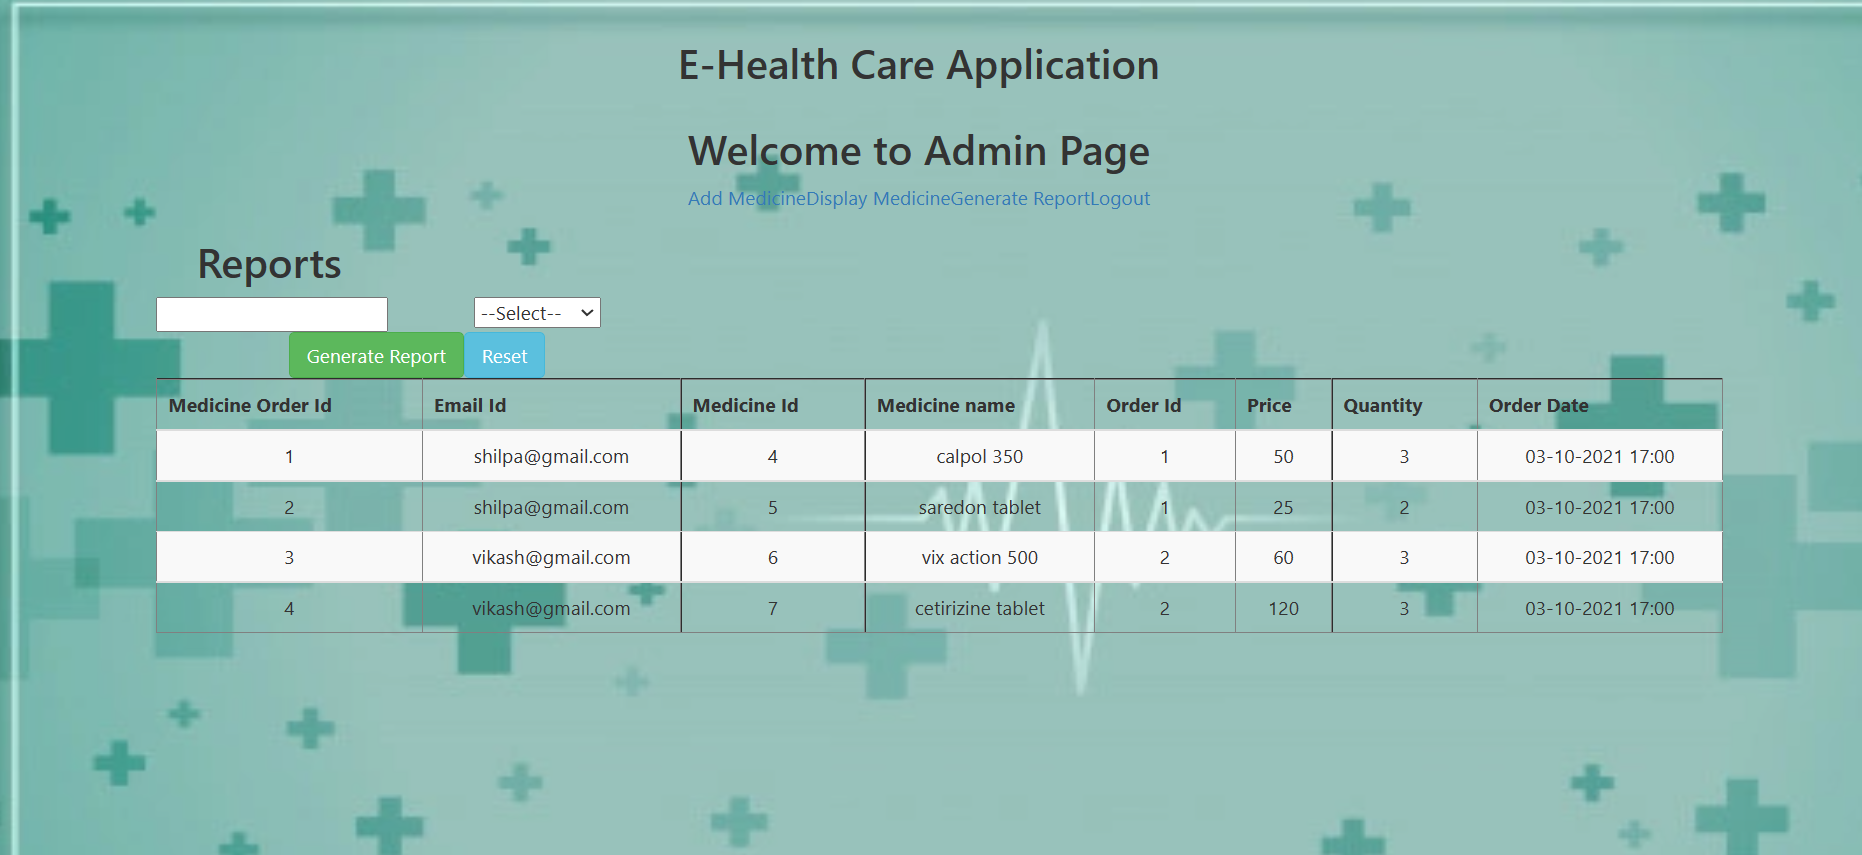 E-Health Care Application
Welcome to Admin Page
Add MedicineDisplay MedicineGenerate ReportLogout
Reports
--Select--
Generate Report Reset
Medicine Order Id Email Id Medicine Id Medicine name Order Id Price Quantity Order Date
1 shilpa@gmail.com 4 calpol 350 1 50 3 03-10-2021 17:00
2 shilpa@gmail.com 5 saredon tablet 1 25 2 03-10-2021 17:00
3 vikash@gmail.com 6 vix action 500 2 60 3 03-10-2021 17:00
4 vikash@gmail.com 7 cetirizine tablet 2 120 3 03-10-2021 17:00